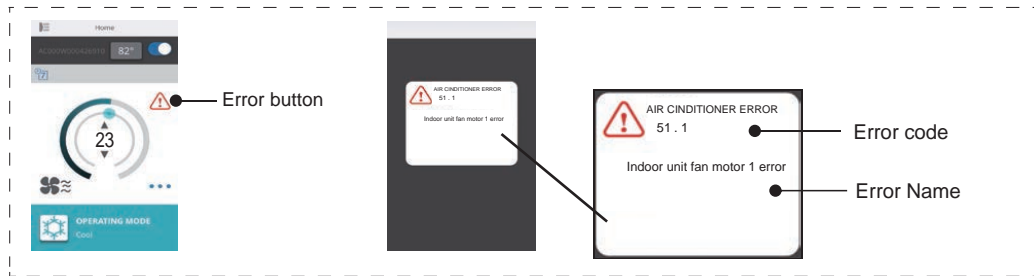 Home
82°
Error button
23
OPERATING MODE
Cool
AIR CINDITIONER ERROR
51 . 1
Indoor unit fan motor 1 error
AIR CINDITIONER ERROR
51 . 1
Error code
Indoor unit fan motor 1 error
Error Name